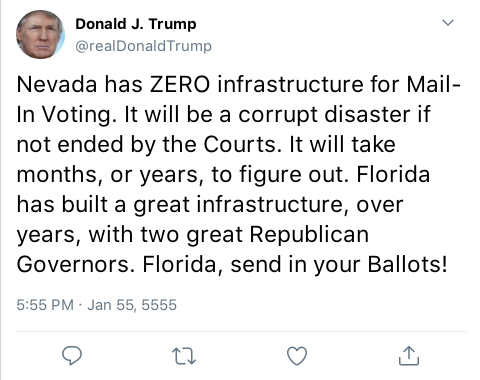 Donald J. Trump
@realDonaldTrump
Nevada has ZERO infrastructure for Mail-
In Voting. It will be a corrupt disaster if
not ended by the Courts. It will take
months, or years, to figure out. Florida
has built a great infrastructure, over
years, with two great Republican
Governors. Florida, send in your Ballots!
5:55 PM · Jan 55, 5555